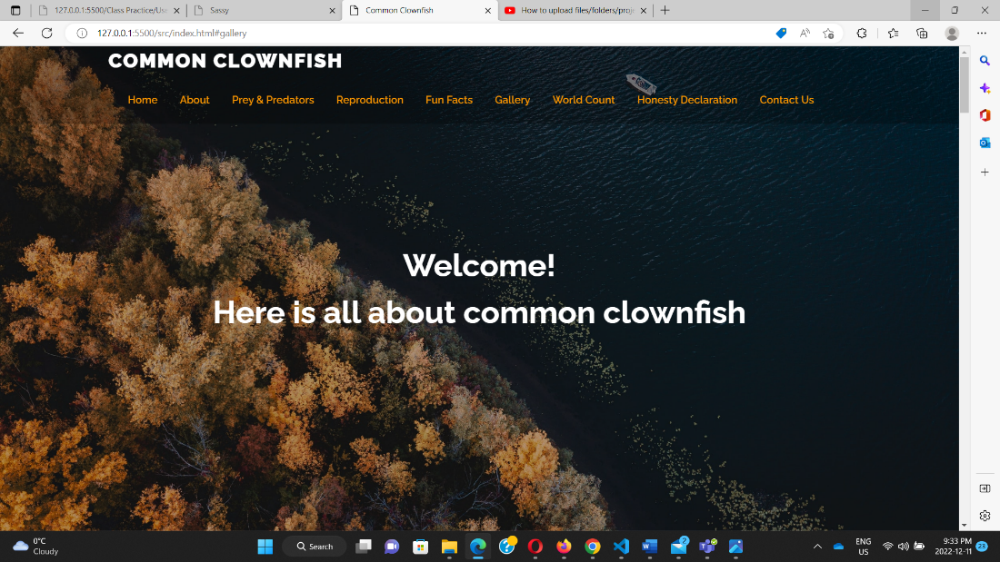 127.0.0.1:5500/Class Practice/Us
Sassy
Common Clownfish
How to upload files/folders/proj
127.0.0.1:5500/src/index.html#gallery
COMMON CLOWNFISH
Home About Prey & Predators Reproduction Fun Facts Gallery World Count Honesty Declaration Contact Us
Welcome!
Here is all about common clownfish
0°C
Cloudy
Search
2
ENG
US
9:33 PM
2022-12-11
23